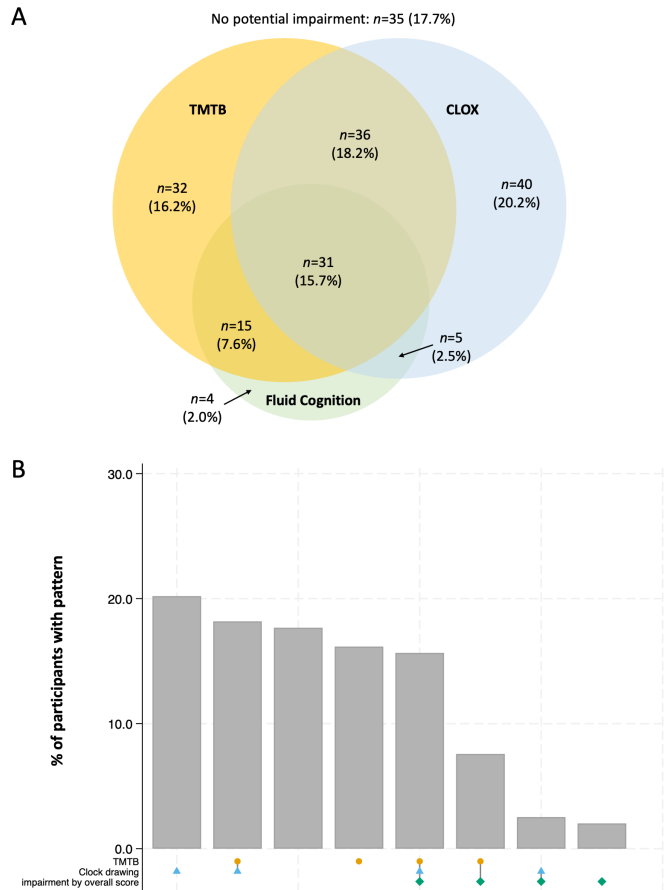 A
No potential impairment: n=35 (17.7%)
TMTB
CLOX
n=36
(18.2%)
n=32
(16.2%)
n=40
(20.2%)
n=31
(15.7%)
n=15
(7.6%)
n=5
(2.5%)
n=4
(2.0%)
Fluid Cognition
B
% of participants with pattern
30.0
20.0
10.0
0.0
TMTB
Clock drawing
impairment by overall score